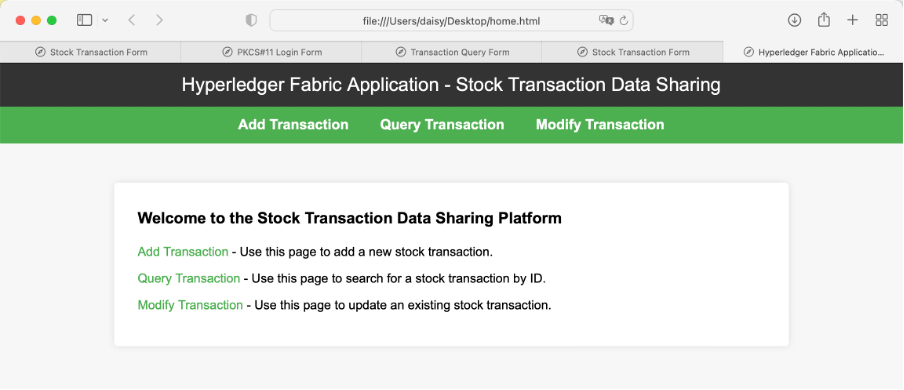 file:///Users/daisy/Desktop/home.html
Stock Transaction Form
PKCS#11 Login Form
Transaction Query Form
Stock Transaction Form
Hyperledger Fabric Applicatio...
Hyperledger Fabric Application - Stock Transaction Data Sharing
Add Transaction Query Transaction Modify Transaction
Welcome to the Stock Transaction Data Sharing Platform
Add Transaction - Use this page to add a new stock transaction.
Query Transaction - Use this page to search for a stock transaction by ID.
Modify Transaction - Use this page to update an existing stock transaction.